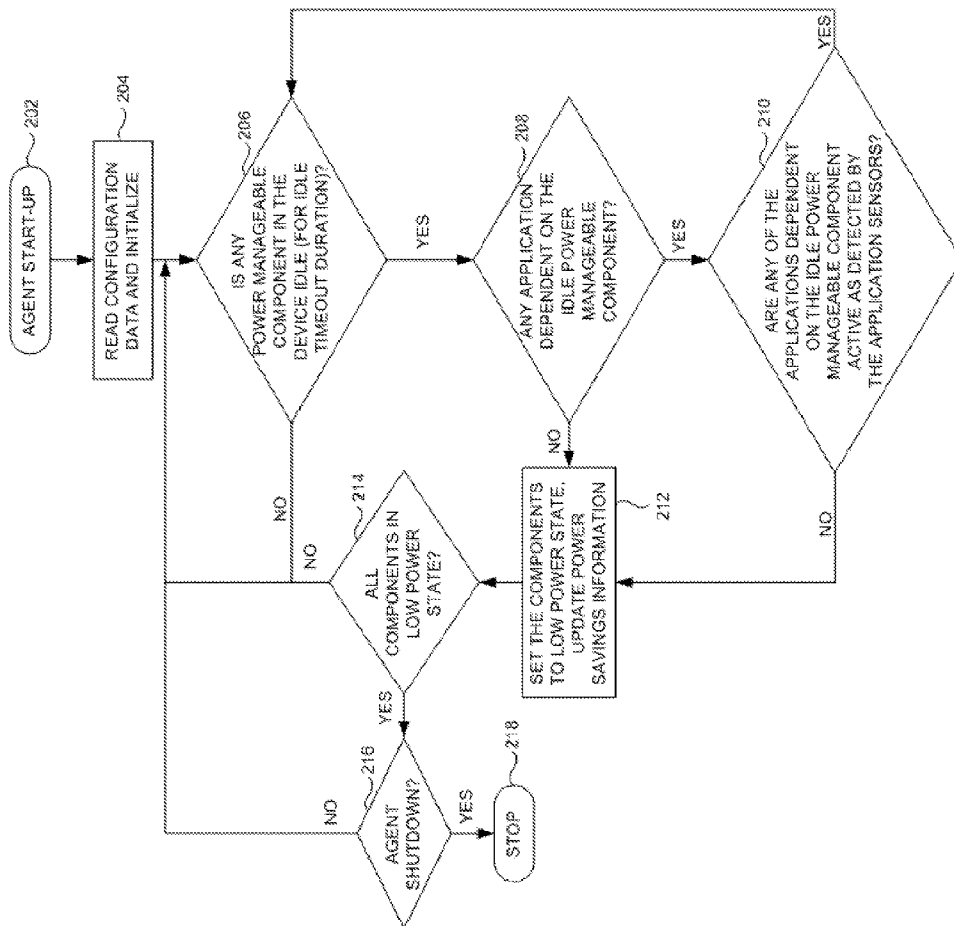 AGENT START-UP
202
READ CONFIGURATION
DATA AND INITIALIZE
204
IS ANY
POWER MANAGEABLE
COMPONENT IN THE
DEVICE IDLE (FOR IDLE
TIMEOUT DURATION)?
206
NO
YES
ANY APPLICATION
DEPENDENT ON THE
IDLE POWER
MANAGEABLE
COMPONENT?
208
NO
YES
ARE ANY OF THE
APPLICATIONS DEPENDENT
ON THE IDLE POWER
MANAGEABLE COMPONENT
ACTIVE AS DETECTED BY
THE APPLICATION SENSORS?
210
NO
YES
SET THE COMPONENTS
TO LOW POWER STATE,
UPDATE POWER
SAVINGS INFORMATION
212
ALL
COMPONENTS IN
LOW POWER
STATE?
214
NO
YES
AGENT
SHUTDOWN?
216
NO
YES
STOP
218